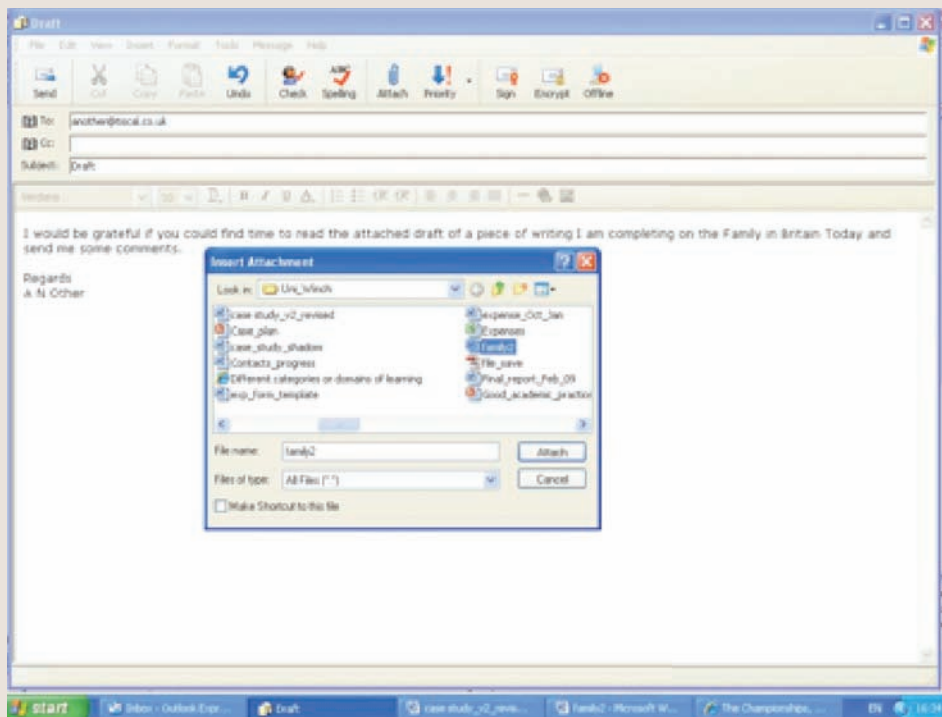 Draft
File Edit View Insert Format Tools Message Help
Send Cut Copy Paste Undo Check Spelling Attach Priority Sign Encrypt Offline
To: another@tiscal.co.uk
Cc:
Subject: Draft
I would be grateful if you could find time to read the attached draft of a piece of writing I am completing on the Family in Britain Today and
send me some comments.
Regards
A N Other
Insert Attachment
Look in: Uni_Winch
case study_v2_revised
Case_plan
case_study_shadow
Contacts_progress
Different categories or domains of learning
exp_form_template
expense_Oct_Jan
Expenses
family2
file_save
Final_report_Feb_09
Good_academic_practice
File name: family2 Attach
Files of type: All Files (*.*) Cancel
Make Shortcut to this file
start Inbox - Outlook Expr... Draft case study_v2_revis... family2 - Microsoft W... The Championships, ... EN 16:34